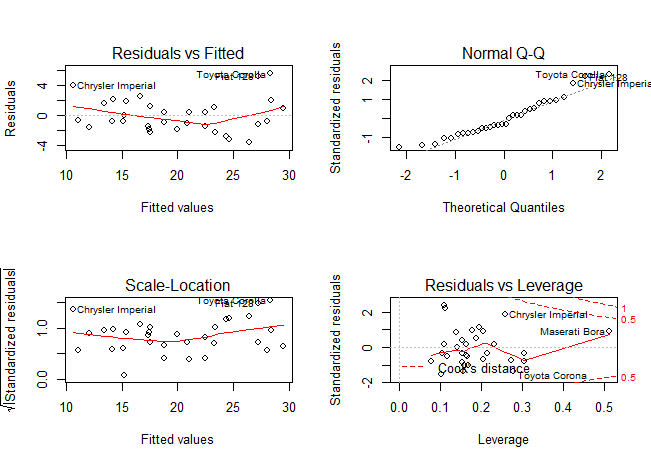 Residuals vs Fitted
Residuals
4
0
-4
Toyota Corolla
Fiat 128
Chrysler Imperial
10 15 20 25 30
Fitted values
Normal Q-Q
Standardized residuals
2
1
-1
Toyota Corolla
Fiat 128
Chrysler Imperial
-2 -1 0 1 2
Theoretical Quantiles
Scale-Location
√|Standardized residuals|
1.0
0.0
Toyota Corolla
Fiat 128
Chrysler Imperial
10 15 20 25 30
Fitted values
Residuals vs Leverage
Standardized residuals
2
0
-2
Chrysler Imperial
Maserati Bora
Toyota Corona
Cook's distance
1
0.5
0.5
0.0 0.1 0.2 0.3 0.4 0.5
Leverage